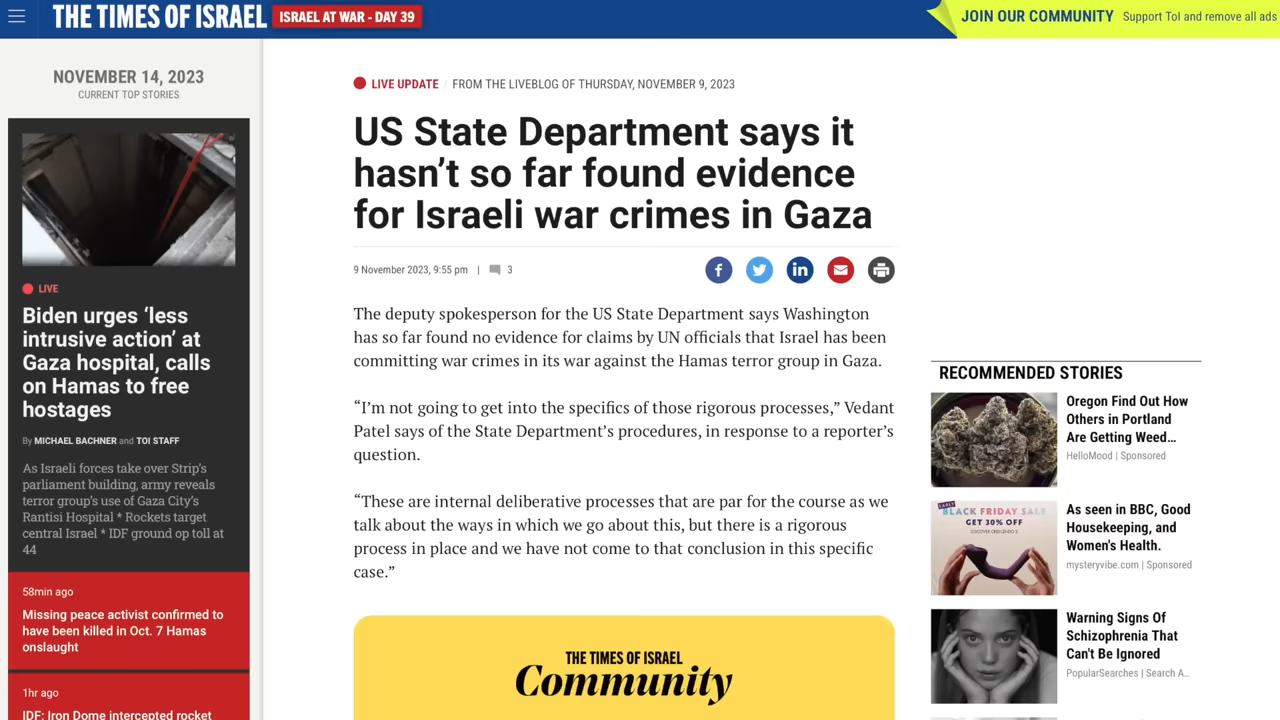 THE TIMES OF ISRAEL
ISRAEL AT WAR - DAY 39
JOIN OUR COMMUNITY
Support ToI and remove all ads
NOVEMBER 14, 2023
CURRENT TOP STORIES
LIVE
Biden urges ‘less
intrusive action’ at
Gaza hospital, calls
on Hamas to free
hostages
By MICHAEL BACHNER and TOI STAFF
As Israeli forces take over Strip’s
parliament building, army reveals
terror group’s use of Gaza City’s
Rantisi Hospital * Rockets target
central Israel * IDF ground op toll at
44
58min ago
Missing peace activist confirmed to
have been killed in Oct. 7 Hamas
onslaught
1hr ago
IDF: Iron Dome intercepted rocket
LIVE UPDATE / FROM THE LIVEBLOG OF THURSDAY, NOVEMBER 9, 2023
US State Department says it
hasn’t so far found evidence
for Israeli war crimes in Gaza
9 November 2023, 9:55 pm | 3
The deputy spokesperson for the US State Department says Washington
has so far found no evidence for claims by UN officials that Israel has been
committing war crimes in its war against the Hamas terror group in Gaza.
“I’m not going to get into the specifics of those rigorous processes,” Vedant
Patel says of the State Department’s procedures, in response to a reporter’s
question.
“These are internal deliberative processes that are par for the course as we
talk about the ways in which we go about this, but there is a rigorous
process in place and we have not come to that conclusion in this specific
case.”
THE TIMES OF ISRAEL
Community
RECOMMENDED STORIES
Oregon Find Out How
Others in Portland
Are Getting Weed...
HelloMood | Sponsored
EARLY
BLACK FRIDAY SALE
GET 30% OFF
As seen in BBC, Good
Housekeeping, and
Women's Health.
mysteryvibe.com | Sponsored
Warning Signs Of
Schizophrenia That
Can't Be Ignored
PopularSearches | Search A...